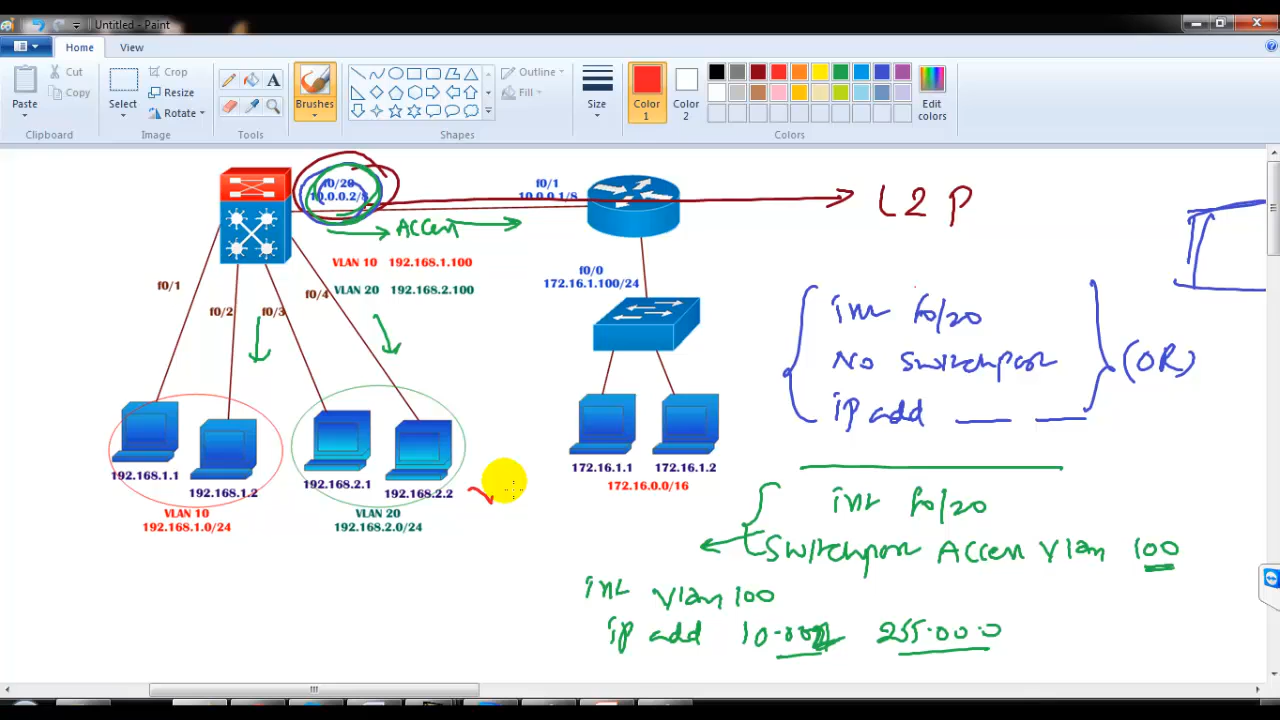 Untitled - Paint
Home
View
Paste
Cut
Copy
Clipboard
Select
Crop
Resize
Rotate
Image
Tools
Brushes
Outline
Fill
Shapes
Size
Color 1
Color 2
Edit colors
Colors
f0/20
10.0.0.2/8
f0/1
10.0.0.1/8
L2 P
Accen
VLAN 10 192.168.1.100
VLAN 20 192.168.2.100
f0/0
172.16.1.100/24
f0/1
f0/2
f0/3
f0/4
int f0/20
No switchport
(OR)
ip add
192.168.1.1
192.168.1.2
192.168.2.1
192.168.2.2
VLAN 10
192.168.1.0/24
VLAN 20
192.168.2.0/24
172.16.1.1
172.16.1.2
172.16.0.0/16
int f0/20
Switchport Accen vlan 100
int vlan 100
ip add 255.0.0.0